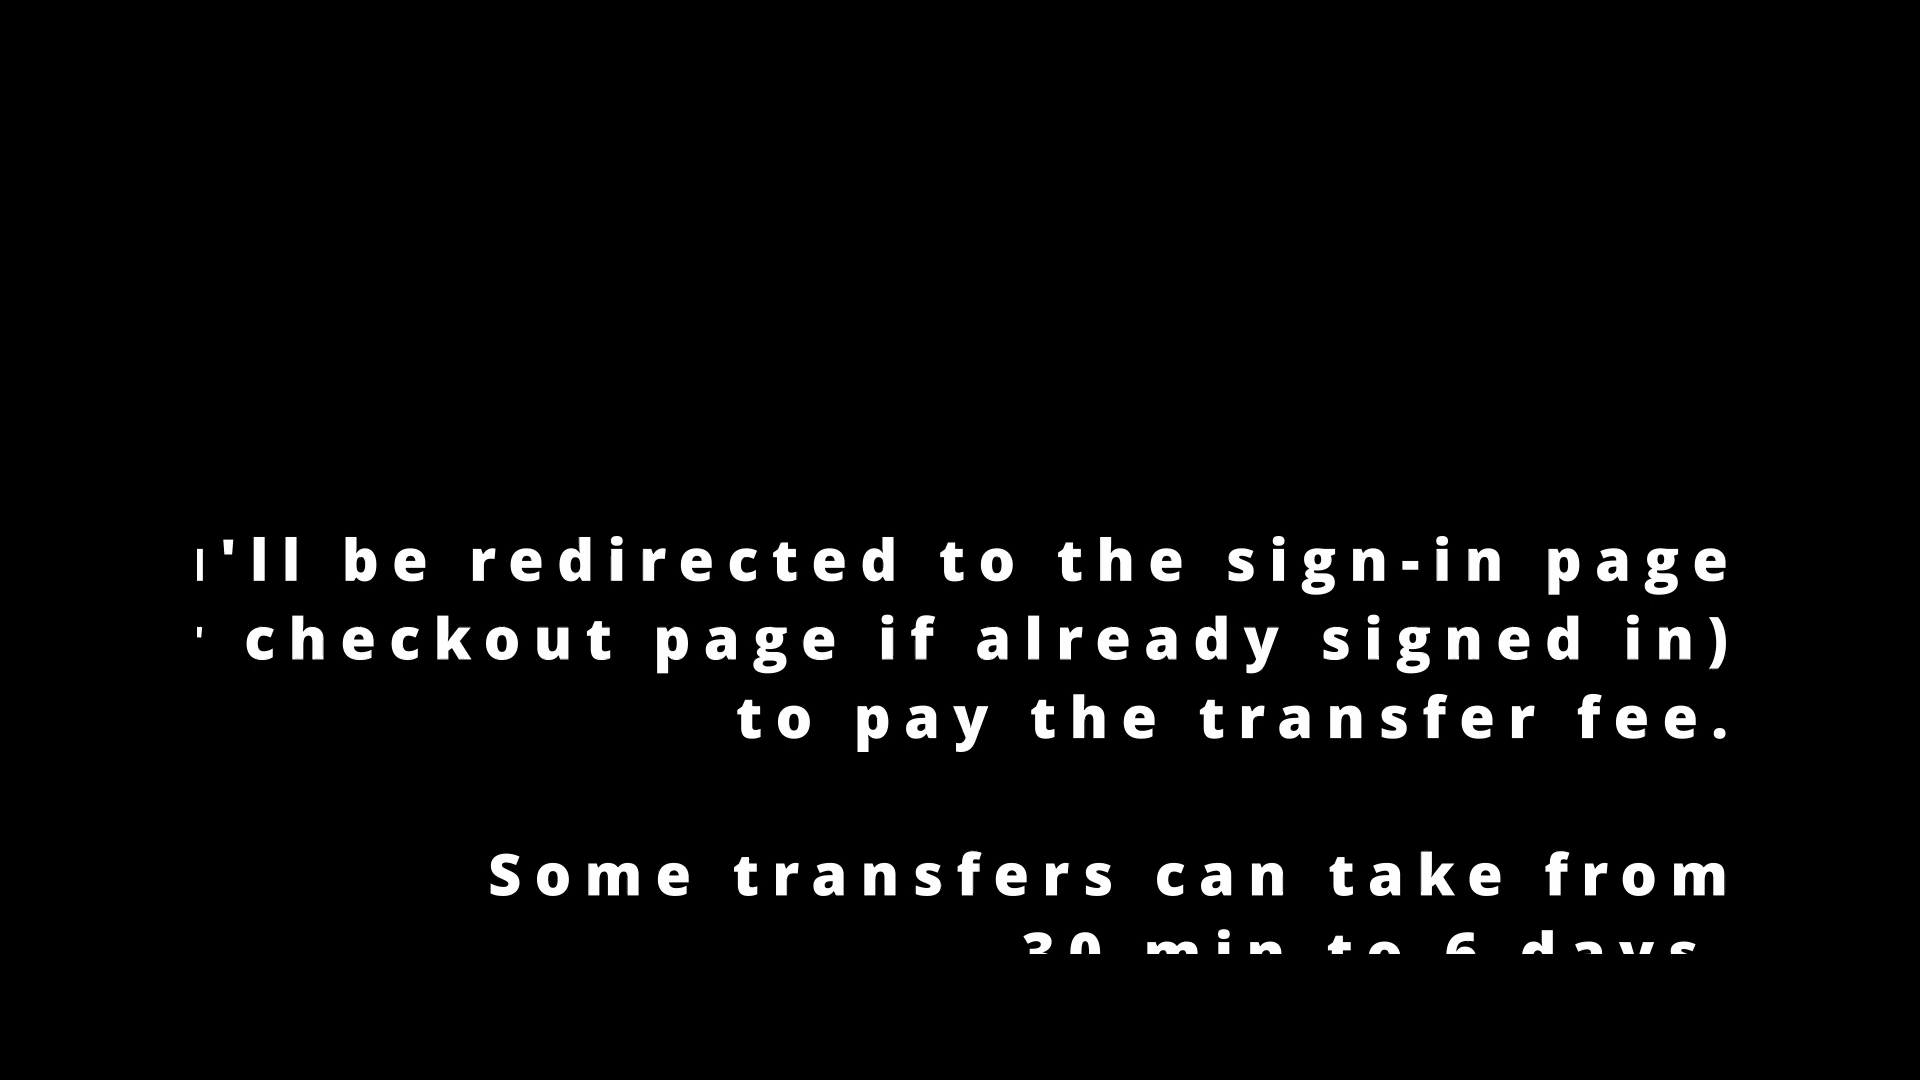 'll be redirected to the sign-in page
checkout page if already signed in)
to pay the transfer fee.
Some transfers can take from
30 min to 6 days.